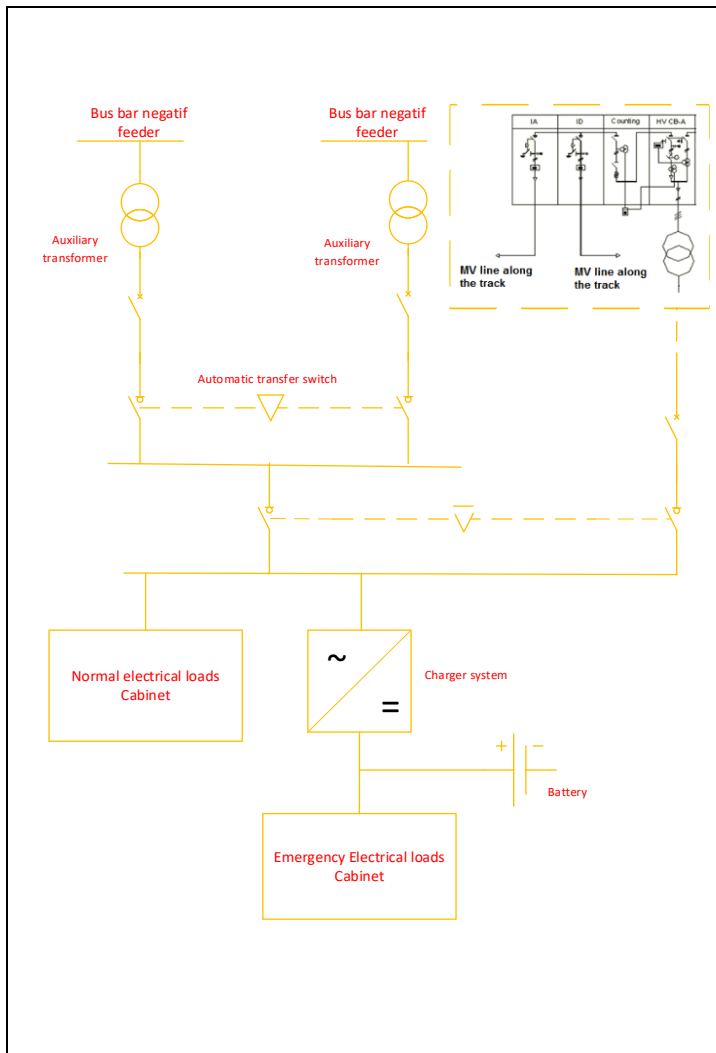 Bus bar negatif
feeder
Bus bar negatif
feeder
IA
ID
Counting
HV CB-A
MV line along
the track
MV line along
the track
Auxiliary
transformer
Auxiliary
transformer
Automatic transfer switch
Normal electrical loads
Cabinet
~
=
Charger system
+
−
Battery
Emergency Electrical loads
Cabinet